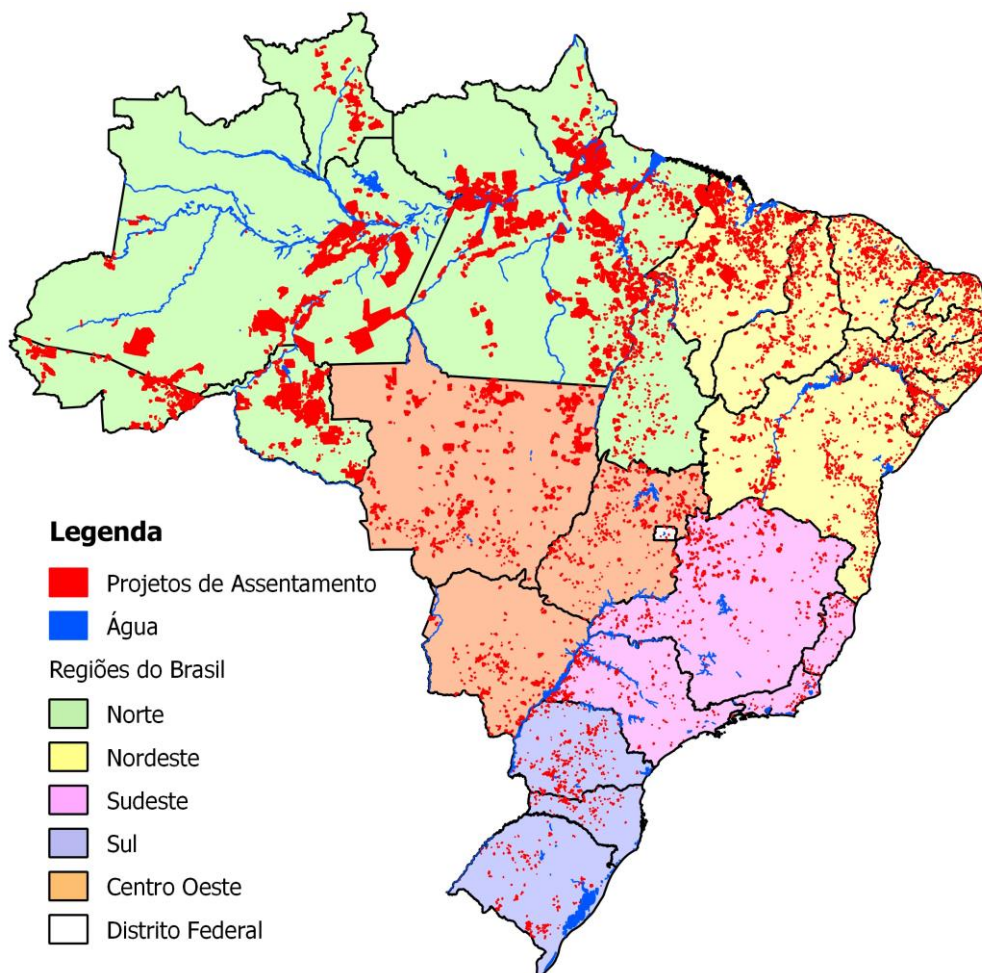 Legenda
Projetos de Assentamento
Água
Regiões do Brasil
Norte
Nordeste
Sudeste
Sul
Centro Oeste
Distrito Federal